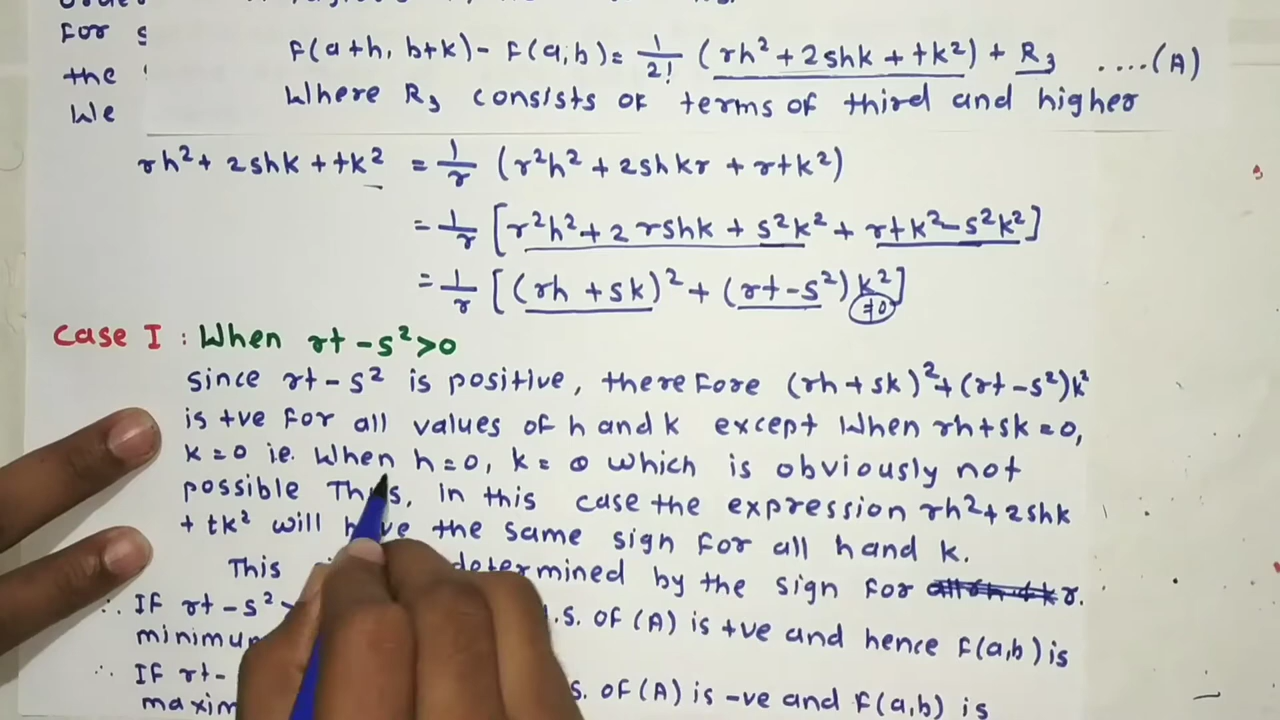 For s
F(a+h, b+k) - F(a,b) = 1/2! (rh² + 2shk + tk²) + R₃ ....(A)
the
Where R₃ consists of terms of third and higher
We
rh² + 2shk + tk² = 1/r (r²h² + 2shkr + rtk²)
= 1/r [r²h² + 2rshk + s²k² + rtk² - s²k²]
= 1/r [(rh + sk)² + (rt - s²) k²]
≠0
Case I : When rt - s² > 0
Since rt - s² is positive, therefore (rh + sk)² + (rt - s²)k²
is +ve for all values of h and k except When rh + sk = 0,
k = 0 ie. When h = 0, k = 0 which is obviously not
possible Thus, in this case the expression rh² + 2shk
+ tk² will have the same sign for all h and k.
This determined by the sign for r.
∴ IF rt - s² .s. of (A) is +ve and hence F(a,b) is
∴ IF rt - s. of (A) is -ve and F(a,b) is